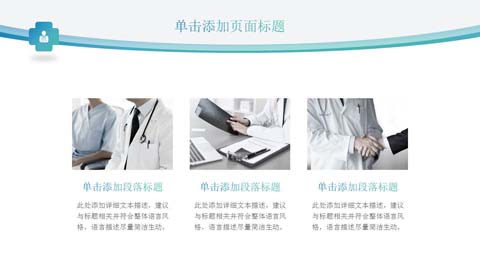 单击添加页面标题
单击添加段落标题
此处添加详细文本描述，建议
与标题相关并符合整体语言风
格，语言描述尽量简洁生动。
单击添加段落标题
此处添加详细文本描述，建议
与标题相关并符合整体语言风
格，语言描述尽量简洁生动。
单击添加段落标题
此处添加详细文本描述，建议
与标题相关并符合整体语言风
格，语言描述尽量简洁生动。